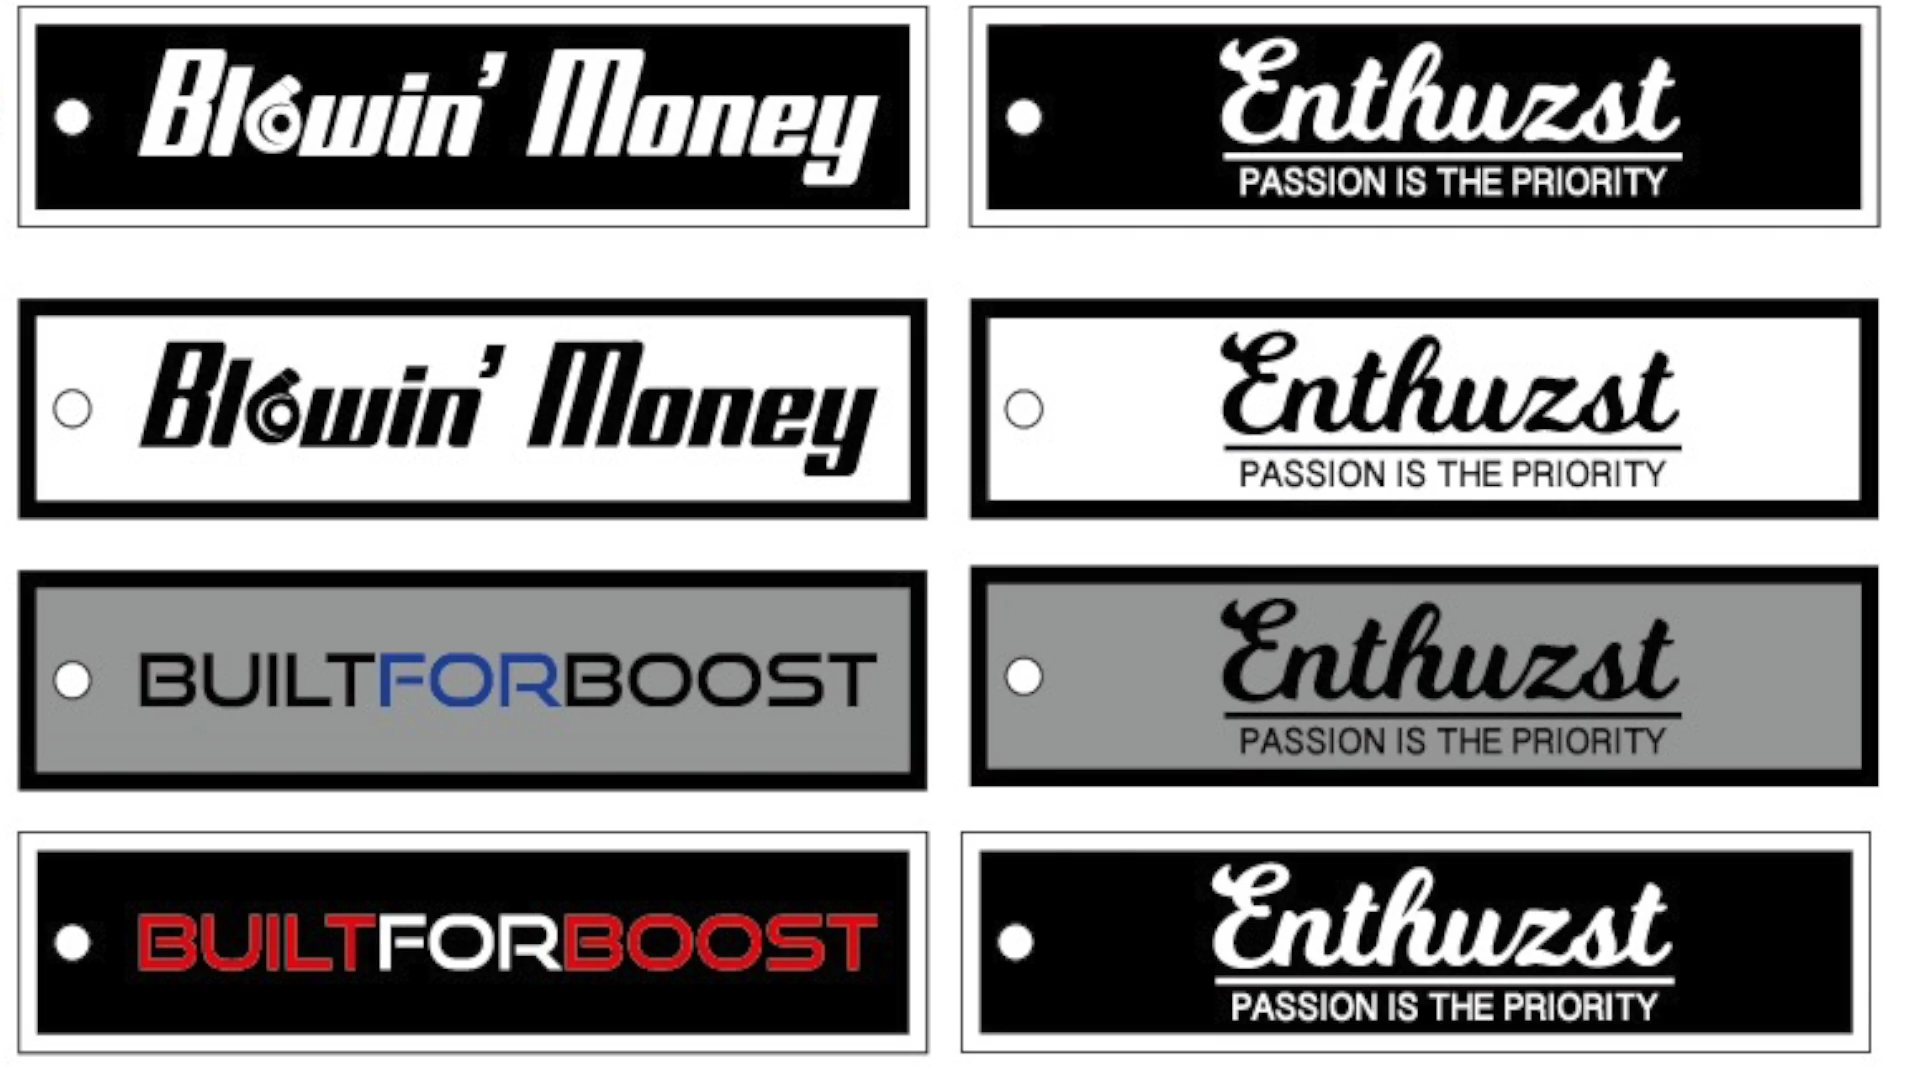 Blowin' Money
Enthuzst
PASSION IS THE PRIORITY
Blowin' Money
Enthuzst
PASSION IS THE PRIORITY
BUILTFORBOOST
Enthuzst
PASSION IS THE PRIORITY
BUILTFORBOOST
Enthuzst
PASSION IS THE PRIORITY